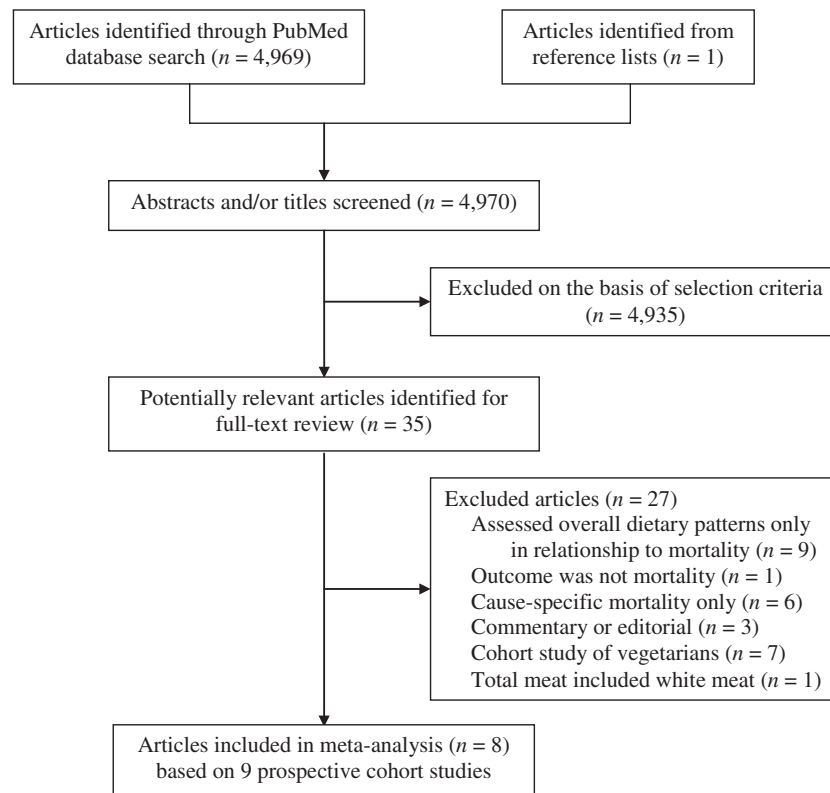 Articles identified through PubMed
database search (n = 4,969)
Articles identified from
reference lists (n = 1)
Abstracts and/or titles screened (n = 4,970)
Excluded on the basis of selection criteria
(n = 4,935)
Potentially relevant articles identified for
full-text review (n = 35)
Excluded articles (n = 27)
Assessed overall dietary patterns only
in relationship to mortality (n = 9)
Outcome was not mortality (n = 1)
Cause-specific mortality only (n = 6)
Commentary or editorial (n = 3)
Cohort study of vegetarians (n = 7)
Total meat included white meat (n = 1)
Articles included in meta-analysis (n = 8)
based on 9 prospective cohort studies